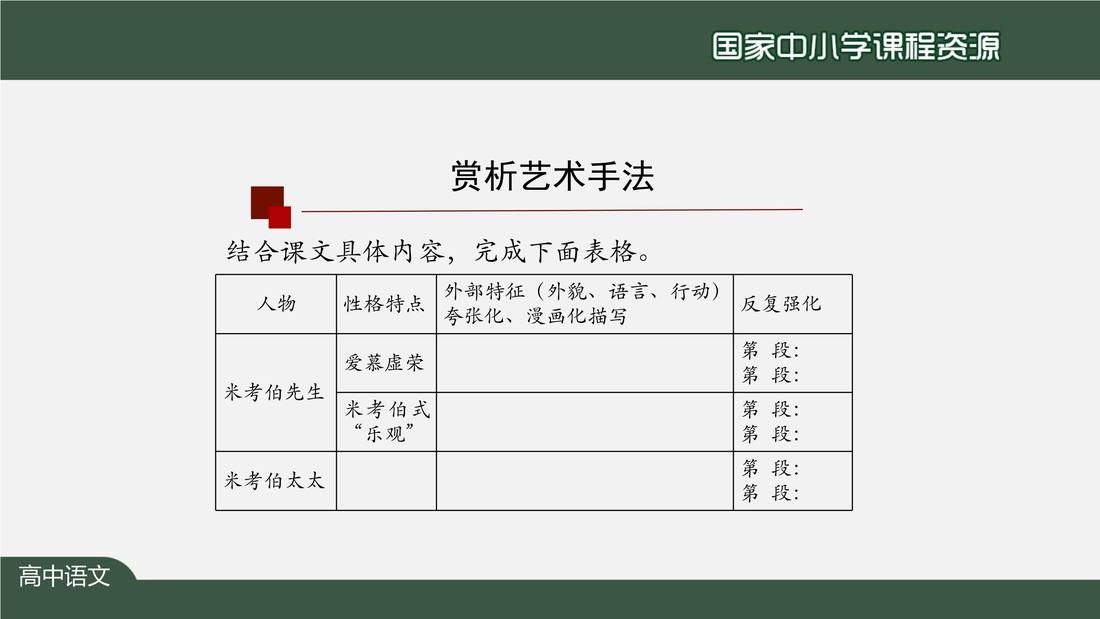 国家中小学课程资源
赏析艺术手法
结合课文具体内容，完成下面表格。
人物
性格特点
外部特征（外貌、语言、行动）
夸张化、漫画化描写
反复强化
米考伯先生
爱慕虚荣
第 段：
第 段：
米考伯式
“乐观”
第 段：
第 段：
米考伯太太
第 段：
第 段：
高中语文